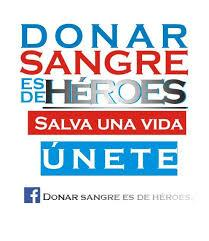 DONAR
SANGRE
ES DE HÉROES
SALVA UNA VIDA
ÚNETE
DONAR SANGRE ES DE HÉROES.